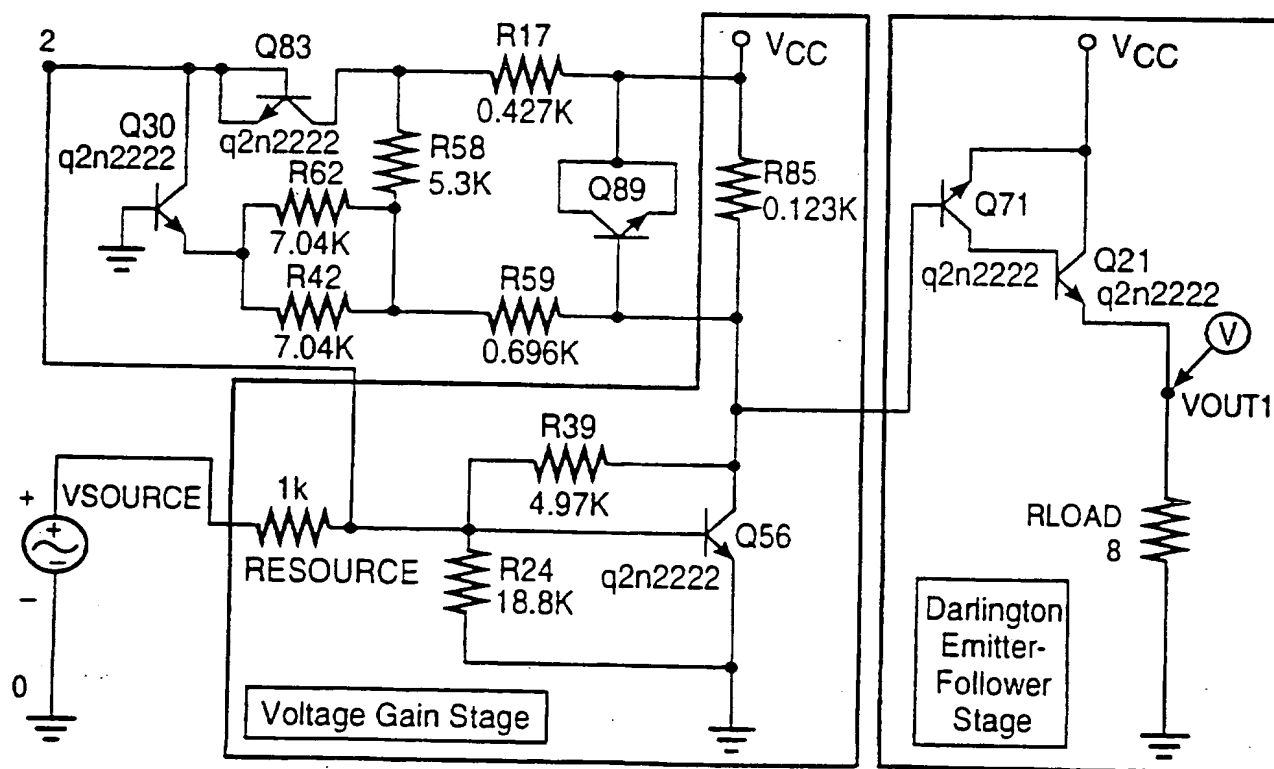 2
Q83
q2n2222
R17
0.427K
VCC
VCC
Q30
q2n2222
R58
5.3K
R62
7.04K
Q89
R85
0.123K
R42
7.04K
R59
0.696K
Q71
q2n2222
Q21
q2n2222
V
VOUT1
R39
4.97K
+
VSOURCE
+
−
−
1k
RESOURCE
Q56
q2n2222
R24
18.8K
RLOAD
8
0
Voltage Gain Stage
Darlington
Emitter-
Follower
Stage